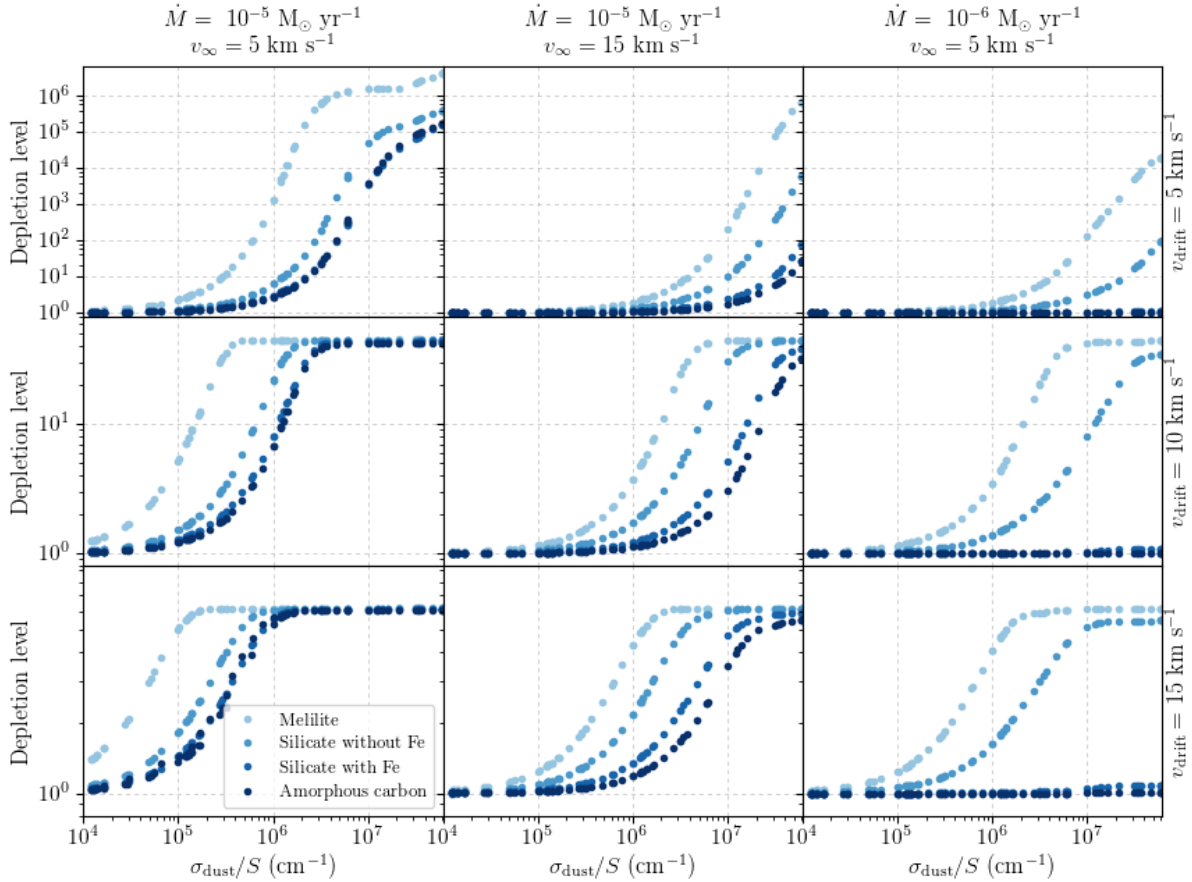 Ṁ = 10⁻⁵ M☉ yr⁻¹
v∞ = 5 km s⁻¹
Ṁ = 10⁻⁵ M☉ yr⁻¹
v∞ = 15 km s⁻¹
Ṁ = 10⁻⁶ M☉ yr⁻¹
v∞ = 5 km s⁻¹
Depletion level
10⁶
10⁵
10⁴
10³
10²
10¹
10⁰
v_drift = 5 km s⁻¹
Depletion level
10¹
10⁰
v_drift = 10 km s⁻¹
Depletion level
10⁰
v_drift = 15 km s⁻¹
Melilite
Silicate without Fe
Silicate with Fe
Amorphous carbon
10⁴ 10⁵ 10⁶ 10⁷ 10⁴ 10⁵ 10⁶ 10⁷ 10⁴ 10⁵ 10⁶ 10⁷
σ_dust/S (cm⁻¹)
σ_dust/S (cm⁻¹)
σ_dust/S (cm⁻¹)